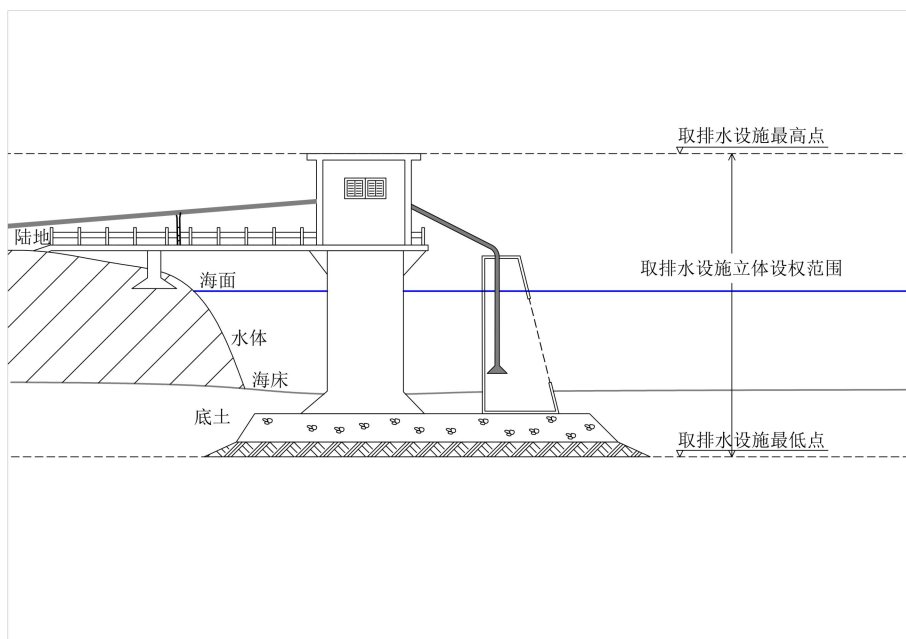 取排水设施最高点
陆地
海面
取排水设施立体设权范围
水体
海床
底土
取排水设施最低点